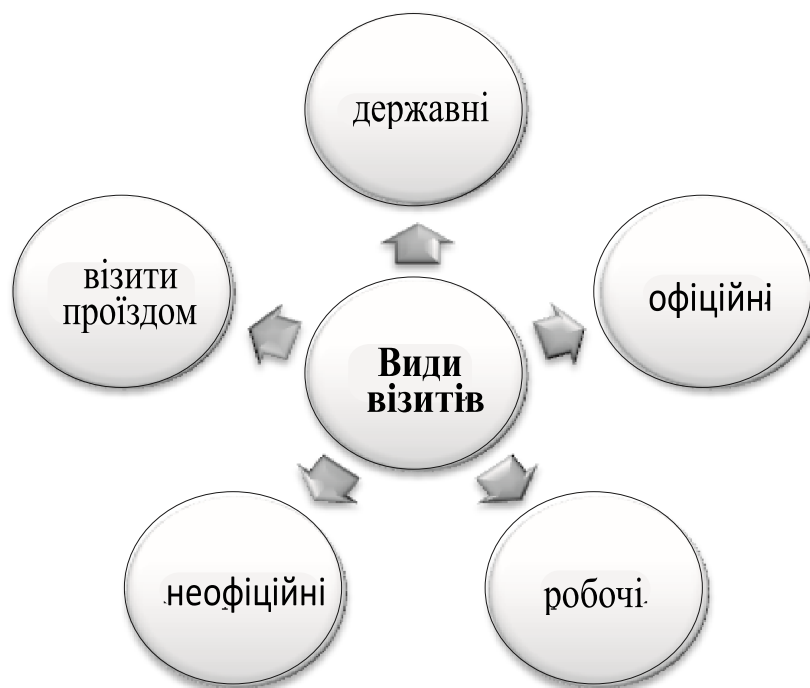 державні
візити
проїздом
офіційні
Види
візитів
неофіційні
робочі